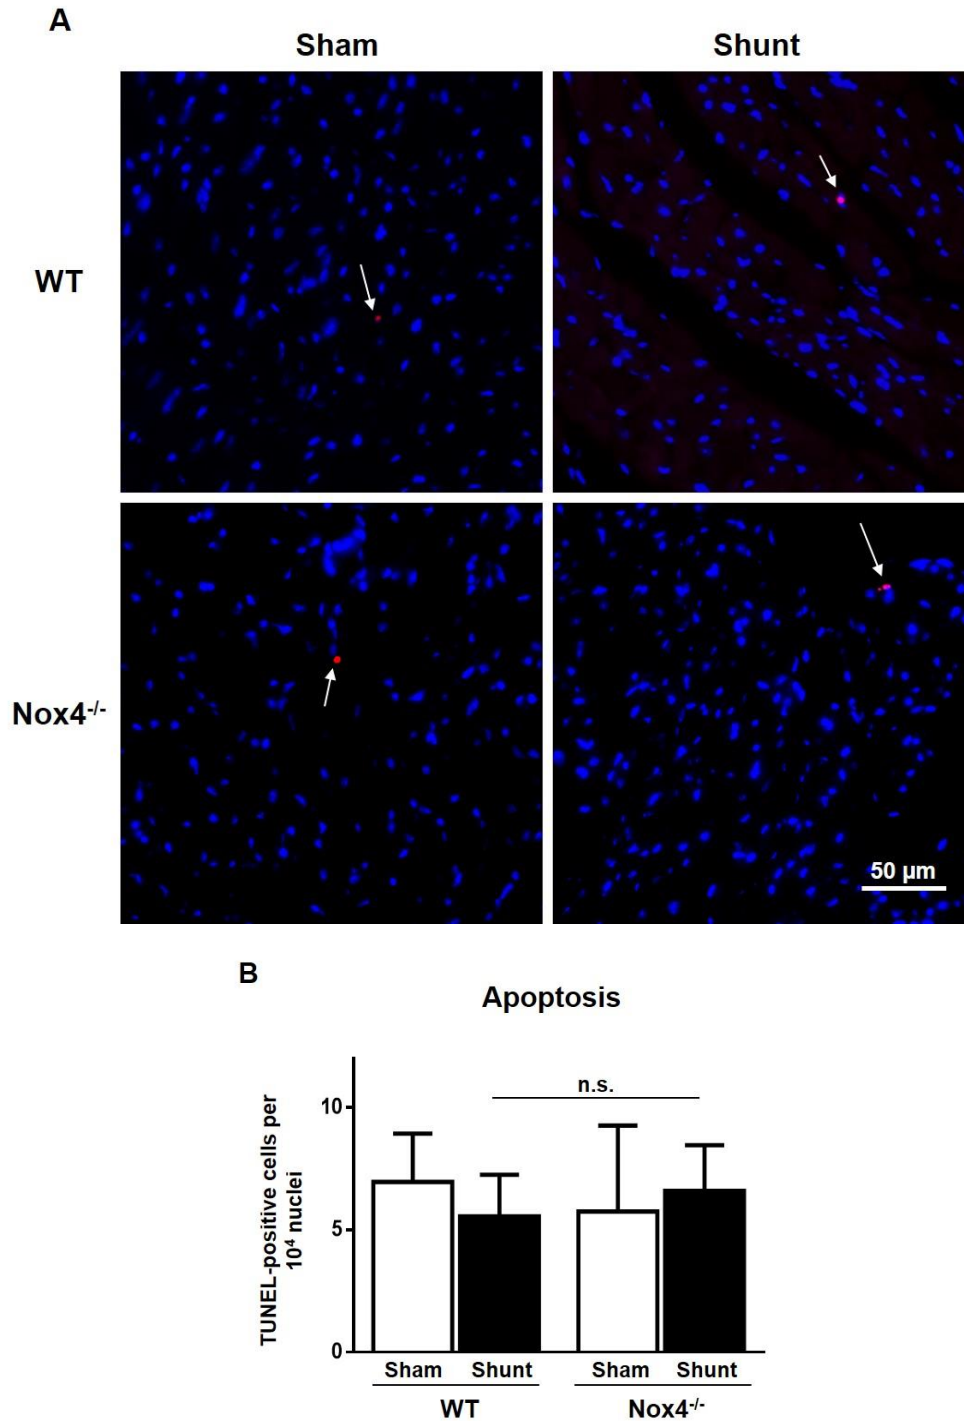 A
Sham Shunt
WT
Nox4-/-
50 µm
B
Apoptosis
n.s.
TUNEL-positive cells per
10⁴ nuclei
10
5
0
Sham Shunt Sham Shunt
WT Nox4-/-